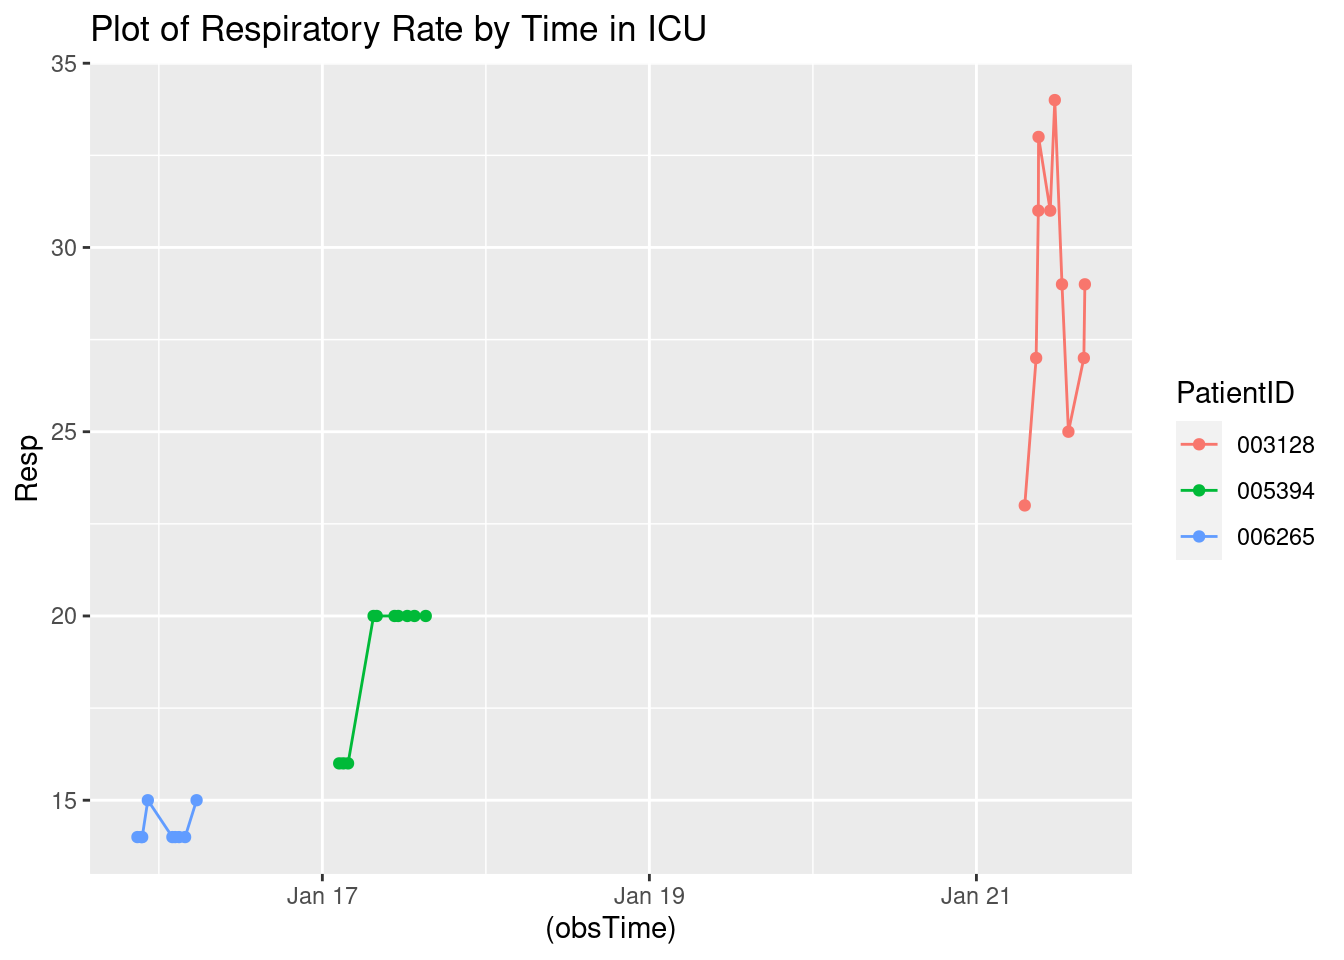 Plot of Respiratory Rate by Time in ICU
35
30
25
20
15
Resp
Jan 17
Jan 19
Jan 21
(obsTime)
PatientID
003128
005394
006265